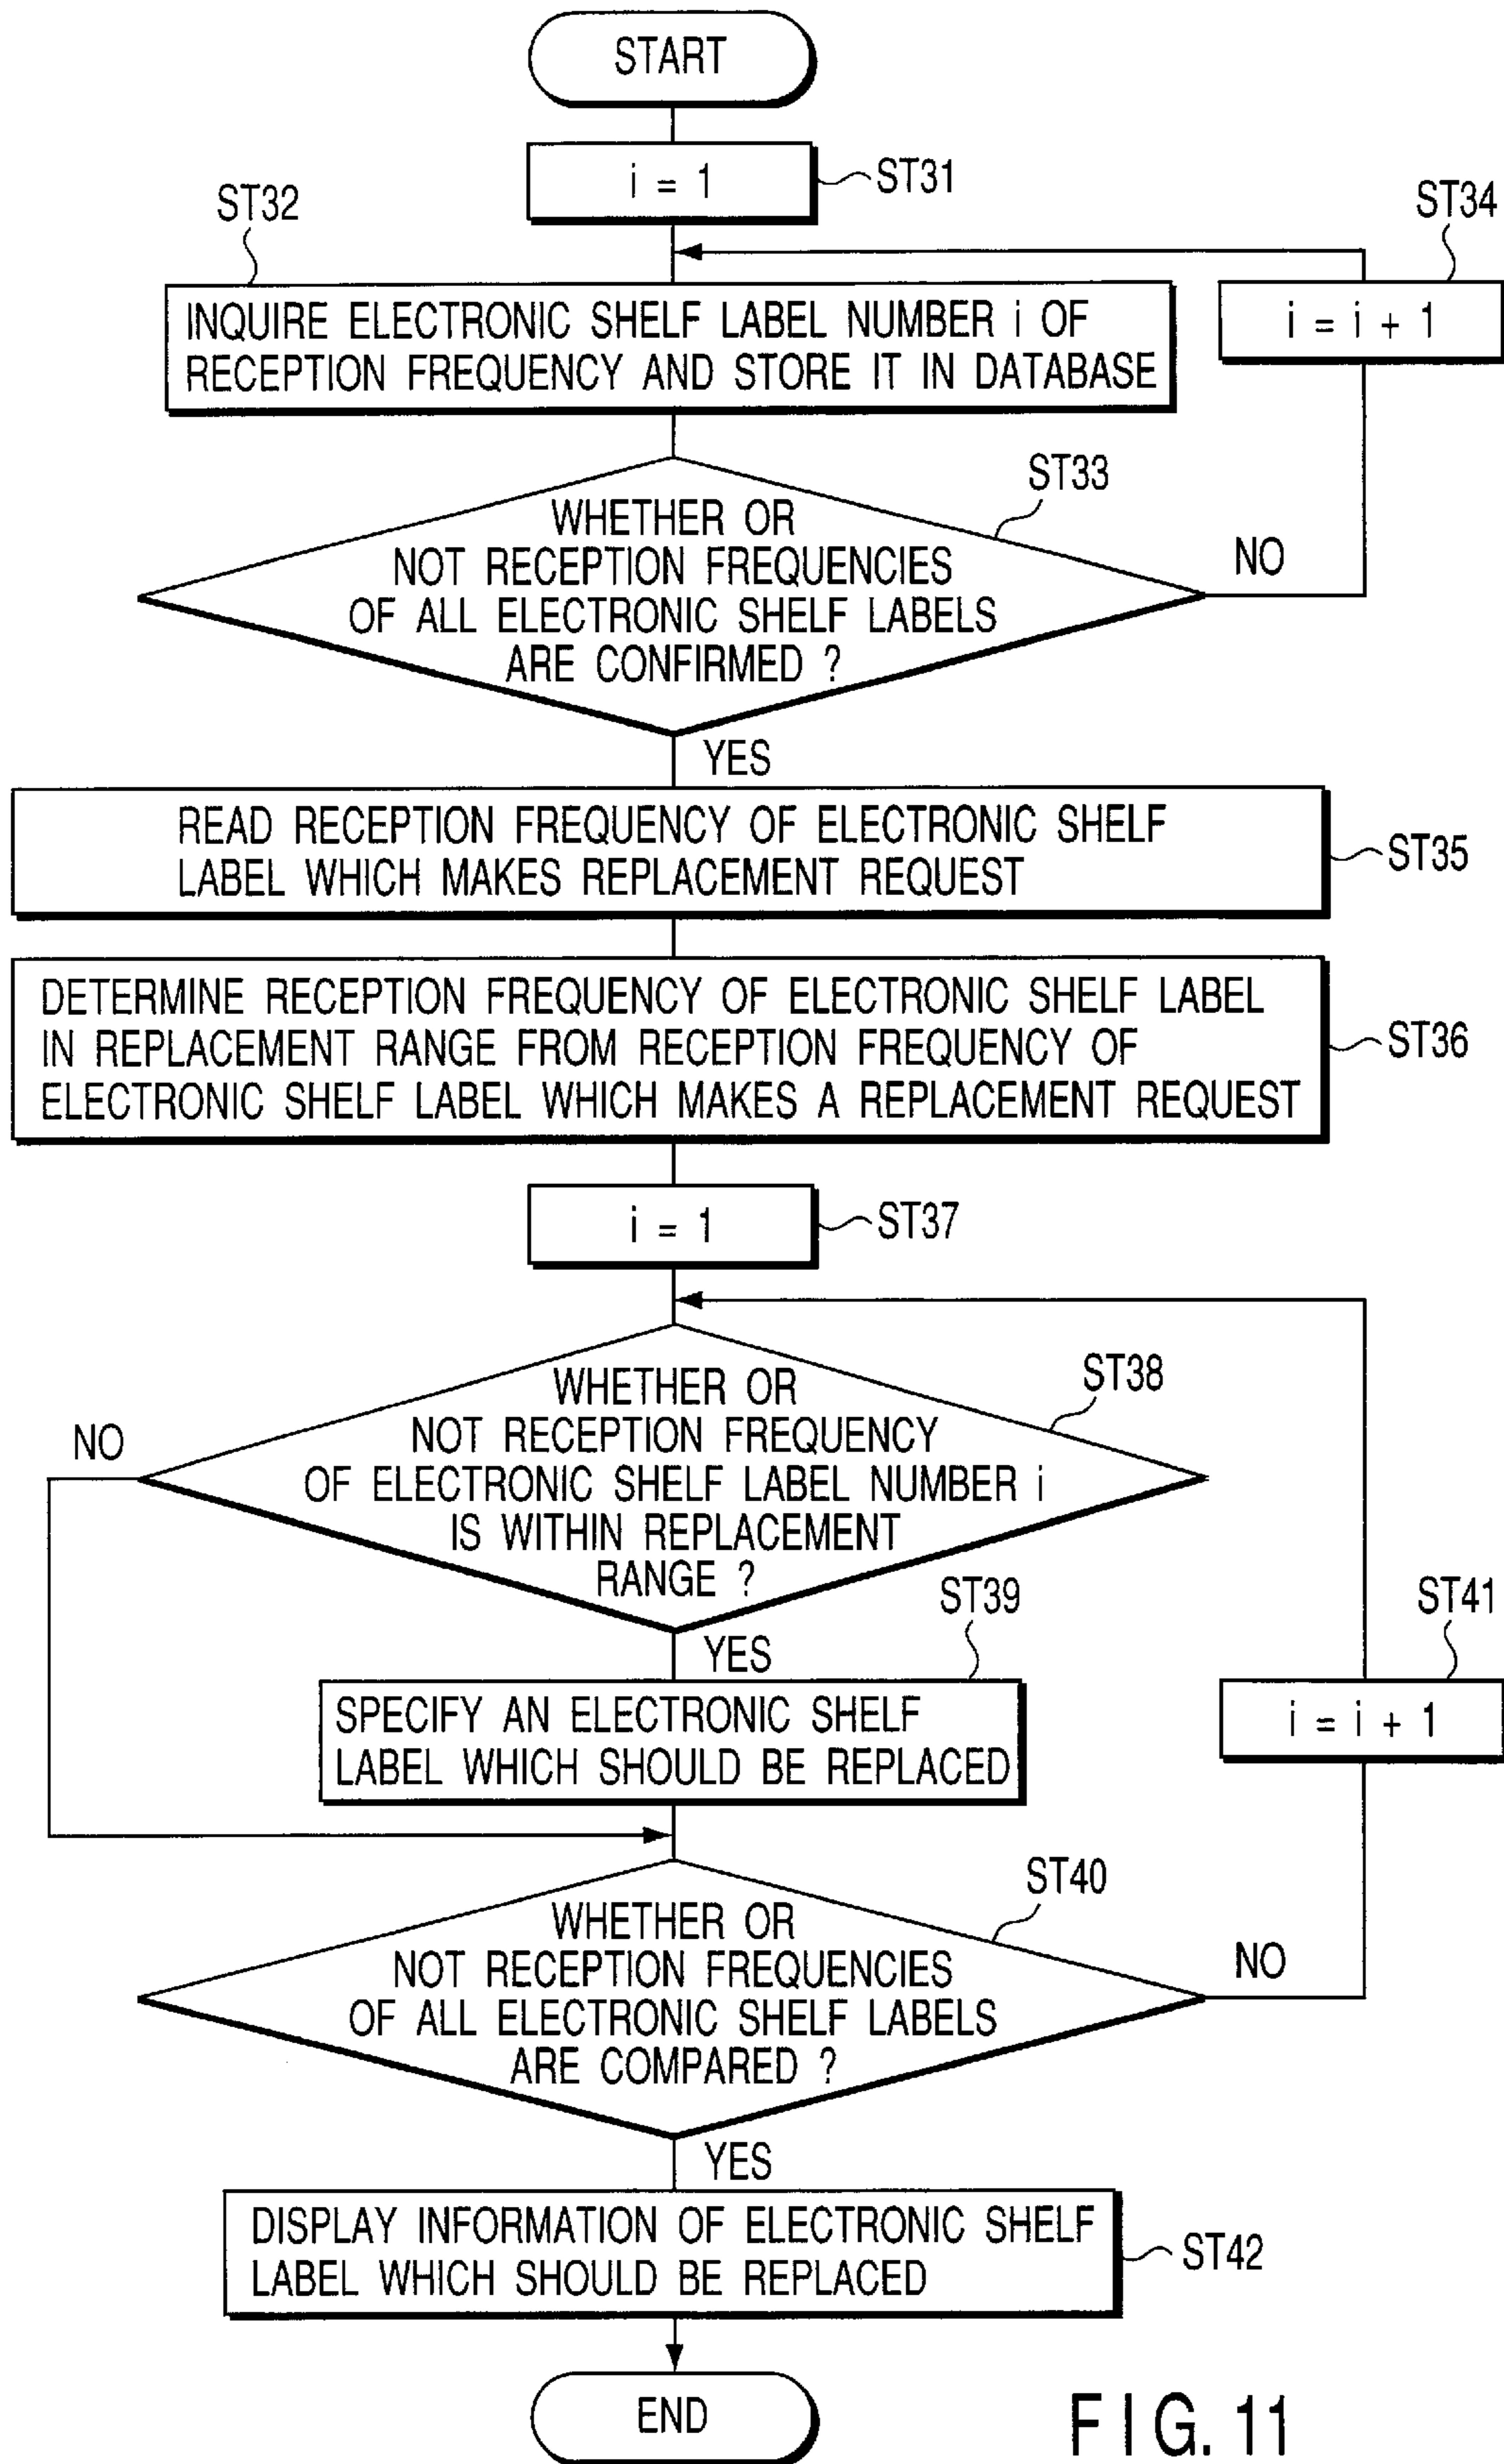 START
i = 1
ST31
ST32
ST34
INQUIRE ELECTRONIC SHELF LABEL NUMBER i OF
RECEPTION FREQUENCY AND STORE IT IN DATABASE
i = i + 1
ST33
WHETHER OR
NOT RECEPTION FREQUENCIES
OF ALL ELECTRONIC SHELF LABELS
ARE CONFIRMED ?
NO
YES
READ RECEPTION FREQUENCY OF ELECTRONIC SHELF
LABEL WHICH MAKES REPLACEMENT REQUEST
ST35
DETERMINE RECEPTION FREQUENCY OF ELECTRONIC SHELF LABEL
IN REPLACEMENT RANGE FROM RECEPTION FREQUENCY OF
ELECTRONIC SHELF LABEL WHICH MAKES A REPLACEMENT REQUEST
ST36
i = 1
ST37
WHETHER OR
NOT RECEPTION FREQUENCY
OF ELECTRONIC SHELF LABEL NUMBER i
IS WITHIN REPLACEMENT
RANGE ?
ST38
NO
YES
ST39
SPECIFY AN ELECTRONIC SHELF
LABEL WHICH SHOULD BE REPLACED
ST41
i = i + 1
ST40
WHETHER OR
NOT RECEPTION FREQUENCIES
OF ALL ELECTRONIC SHELF LABELS
ARE COMPARED ?
NO
YES
DISPLAY INFORMATION OF ELECTRONIC SHELF
LABEL WHICH SHOULD BE REPLACED
ST42
END
FIG. 11